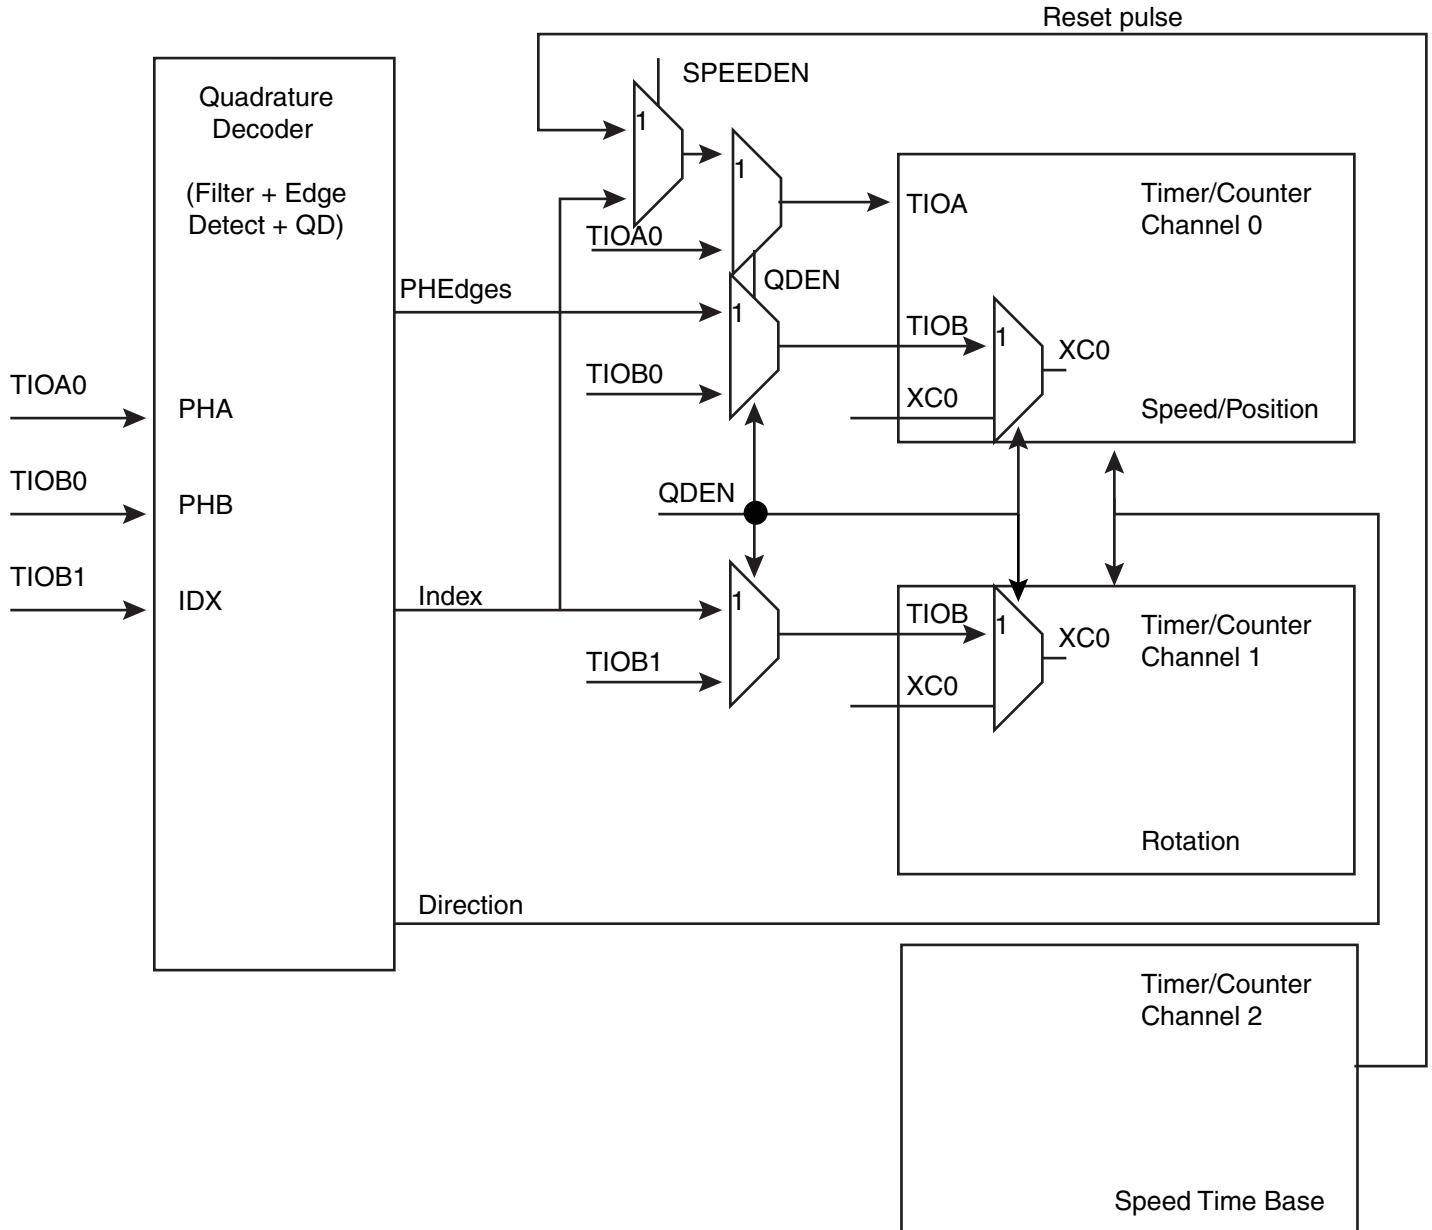 Reset pulse
SPEEDEN
Quadrature
Decoder
(Filter + Edge
Detect + QD)
1
1
TIOA
Timer/Counter
Channel 0
TIOA0
QDEN
PHEdges
1
TIOB
1
XC0
TIOB0
XC0
Speed/Position
TIOA0
PHA
TIOB0
PHB
QDEN
TIOB1
IDX
Index
1
TIOB
1
XC0
Timer/Counter
Channel 1
TIOB1
XC0
Rotation
Direction
Timer/Counter
Channel 2
Speed Time Base